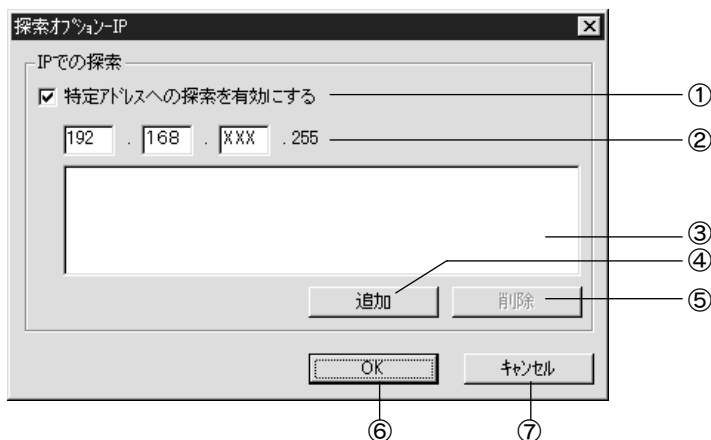 探索ｵﾌﾟｼｮﾝ-IP
IPでの探索
特定ｱﾄﾞﾚｽへの探索を有効にする ①
192 . 168 . XXX . 255 ②
③
④
追加 削除 ⑤
OK ｷｬﾝｾﾙ
⑥ ⑦